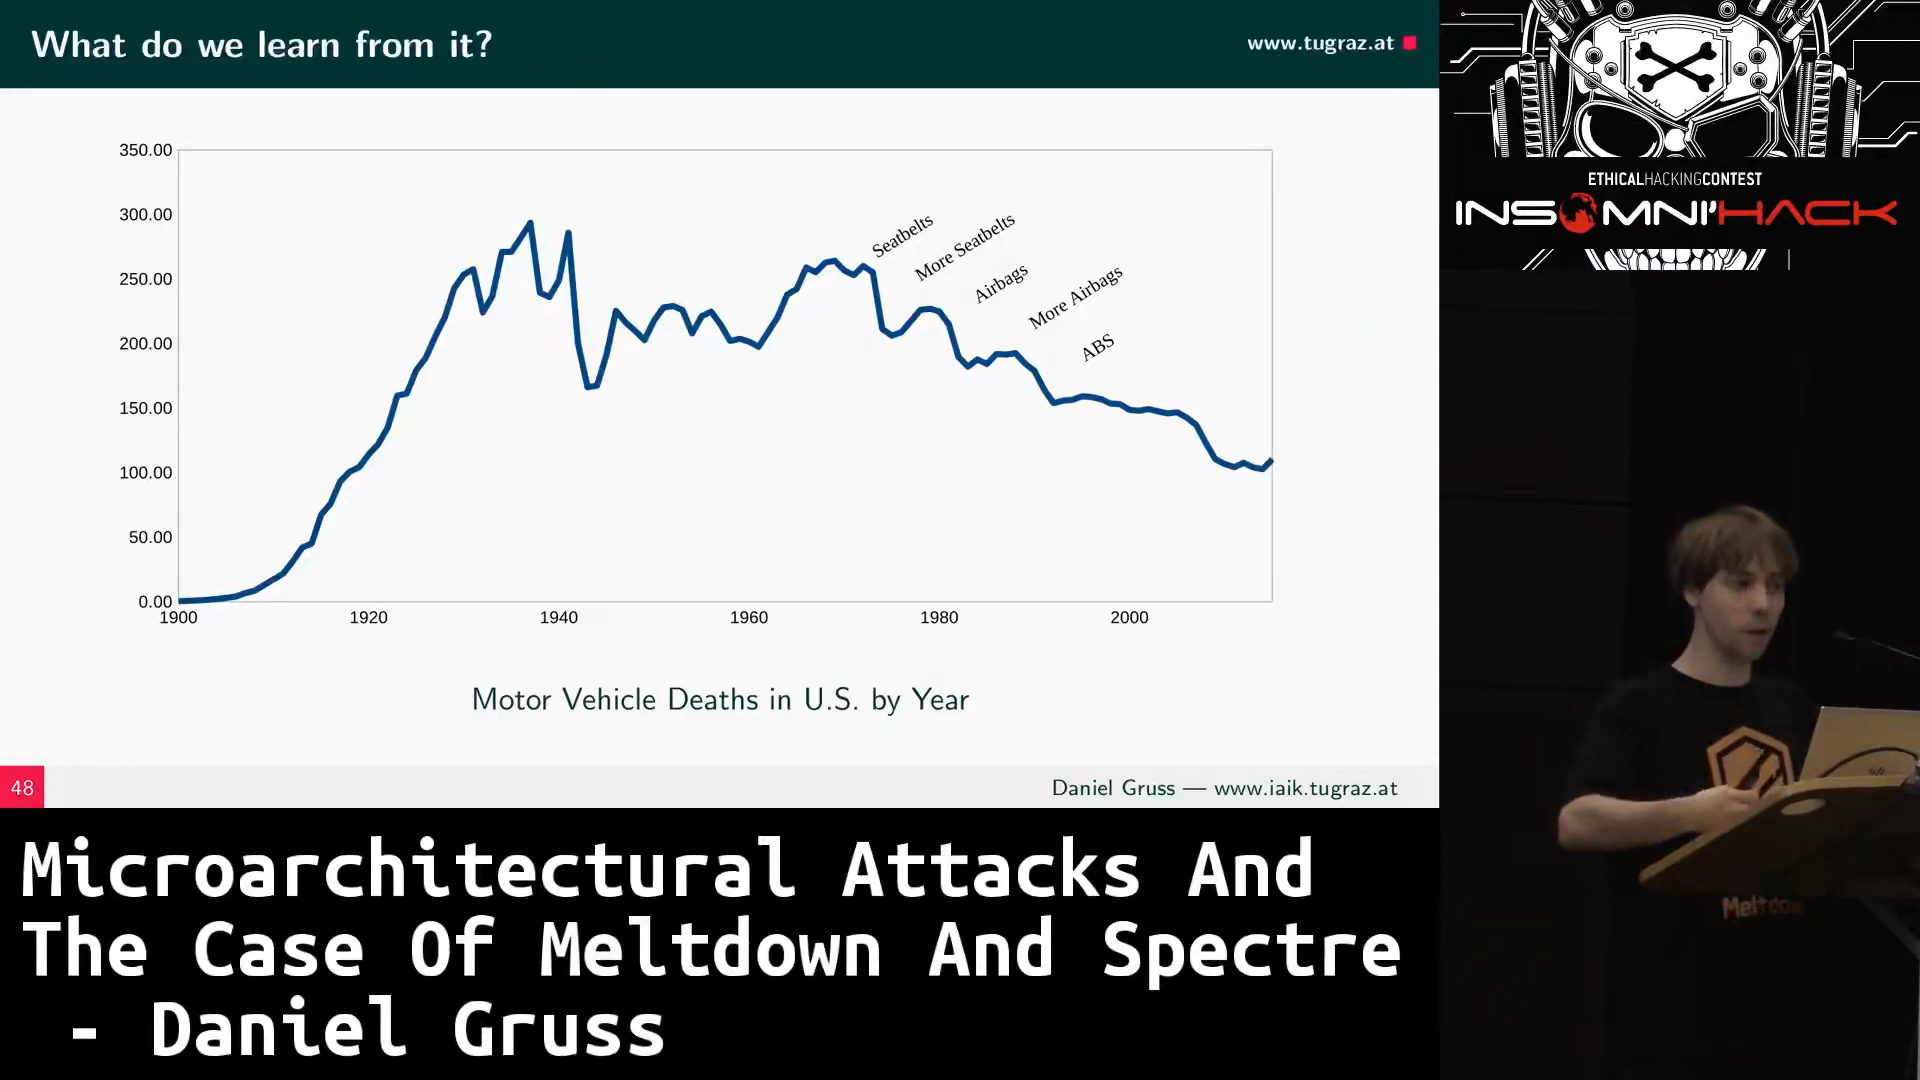 What do we learn from it?
www.tugraz.at
350.00
300.00
250.00
200.00
150.00
100.00
50.00
0.00
1900
1920
1940
1960
1980
2000
Seatbelts
More Seatbelts
Airbags
More Airbags
ABS
Motor Vehicle Deaths in U.S. by Year
48
Daniel Gruss — www.iaik.tugraz.at
ETHICALHACKINGCONTEST
INSOMNI'HACK
Microarchitectural Attacks And
The Case Of Meltdown And Spectre
- Daniel Gruss